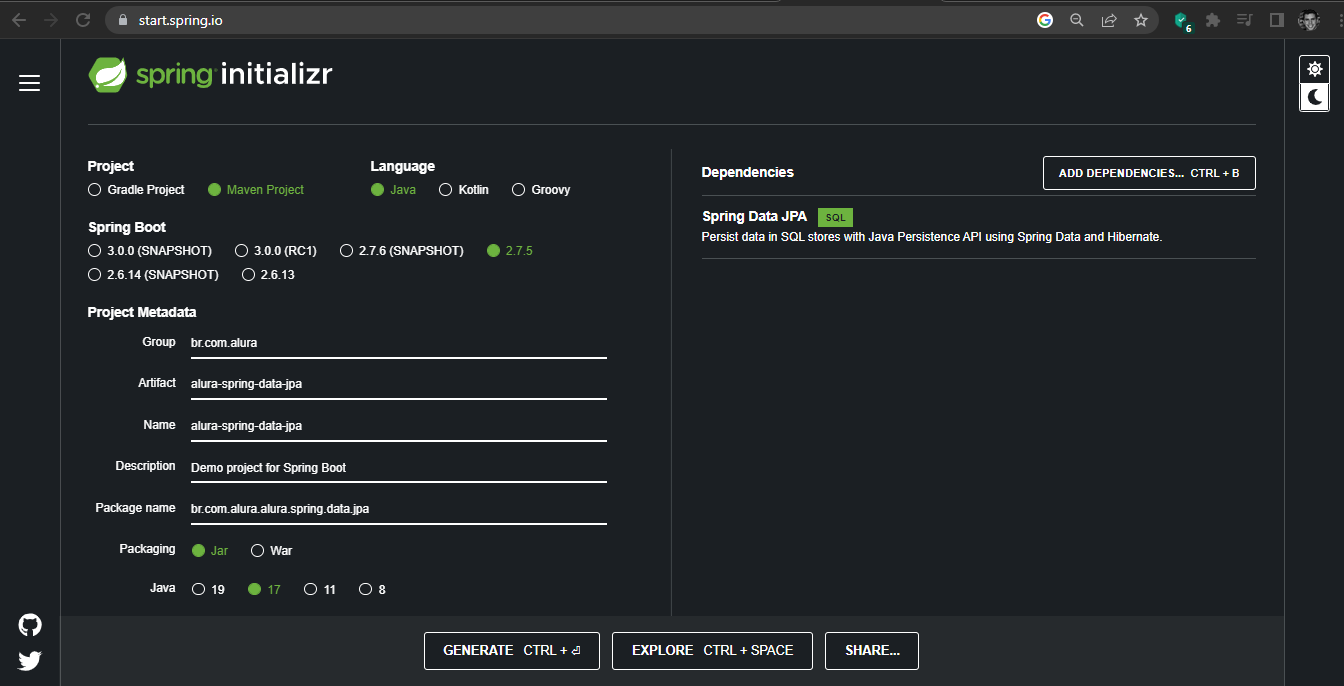 start.spring.io
6
spring initializr
Project
Gradle Project Maven Project
Language
Java Kotlin Groovy
Spring Boot
3.0.0 (SNAPSHOT) 3.0.0 (RC1) 2.7.6 (SNAPSHOT) 2.7.5
2.6.14 (SNAPSHOT) 2.6.13
Project Metadata
Group br.com.alura
Artifact alura-spring-data-jpa
Name alura-spring-data-jpa
Description Demo project for Spring Boot
Package name br.com.alura.alura.spring.data.jpa
Packaging Jar War
Java 19 17 11 8
Dependencies ADD DEPENDENCIES... CTRL + B
Spring Data JPA SQL
Persist data in SQL stores with Java Persistence API using Spring Data and Hibernate.
GENERATE CTRL + ⏎ EXPLORE CTRL + SPACE SHARE...